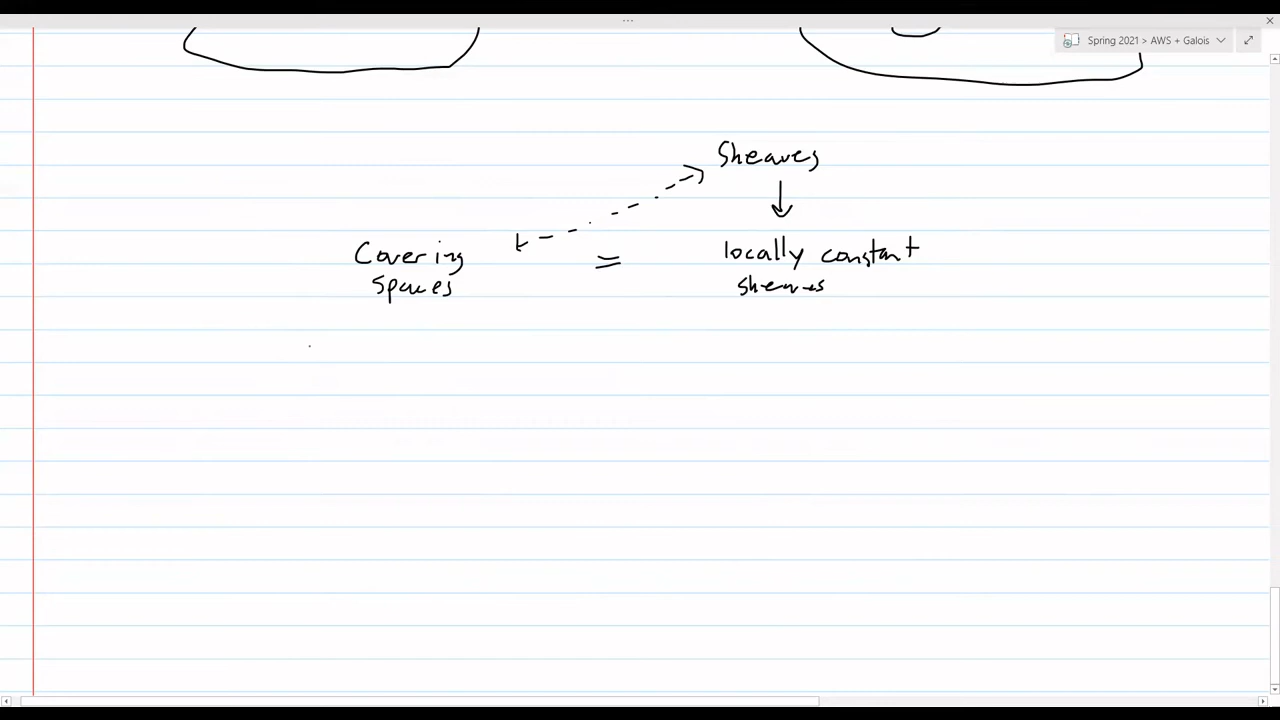 Spring 2021 > AWS + Galois
Sheaves
Covering
spaces
=
locally constant
sheaves